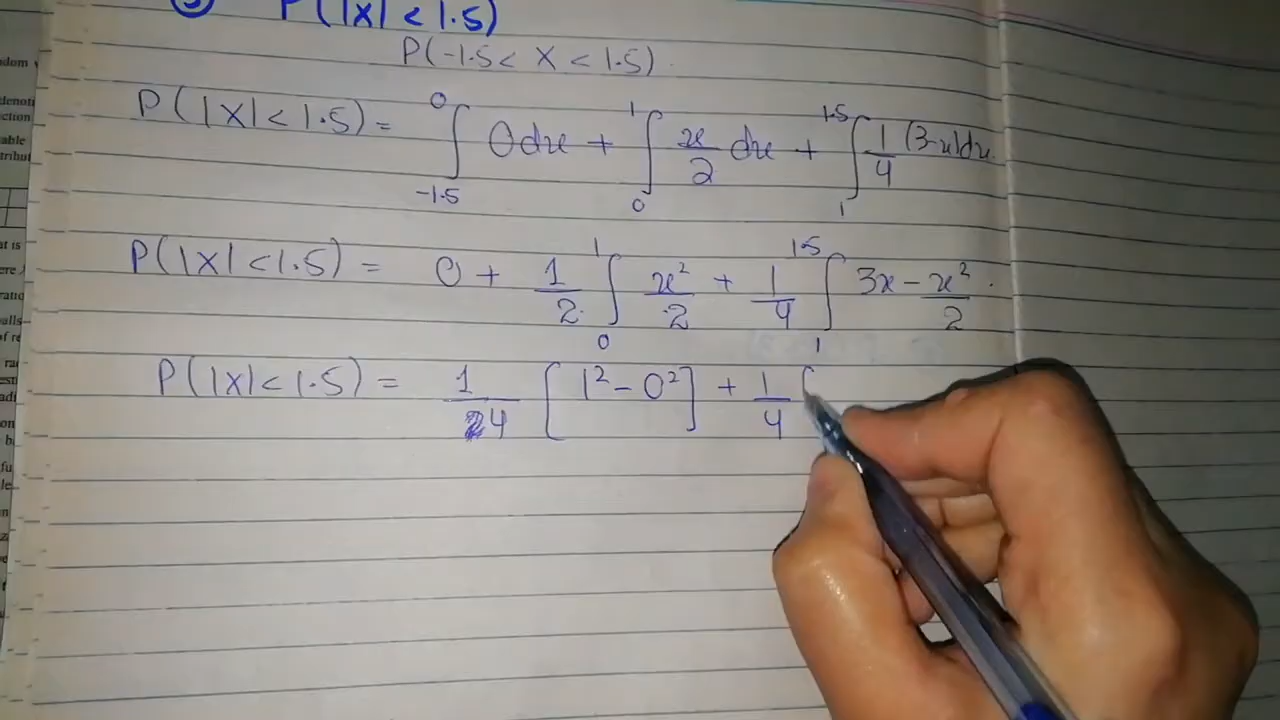 ③ P(|X| < 1.5)
P(-1.5 < X < 1.5).
P(|X| < 1.5) = ∫_{-1.5}^{0} 0dx + ∫_{0}^{1} x/2 dx + ∫_{1}^{1.5} 1/4 (3-x)dx
P(|X| < 1.5) = 0 + 1/2 ∫_{0}^{1} x²/2 + 1/4 ∫_{1}^{1.5} 3x - x²/2 .
P(|X| < 1.5) = 1/4 [1² - 0²] + 1/4 [